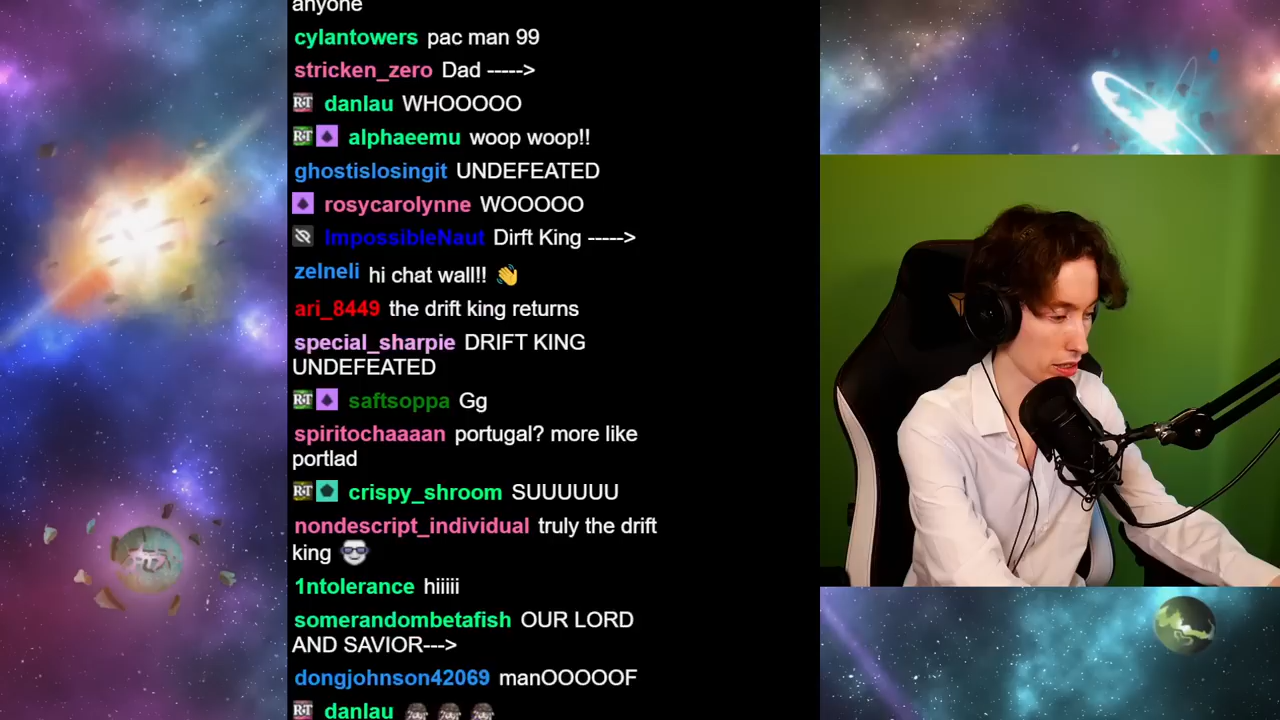 anyone
cylantowers pac man 99
stricken_zero Dad ----->
R&T danlau WHOOOOO
R&T alphaeemu woop woop!!
ghostislosingit UNDEFEATED
rosycarolynne WOOOOO
ImpossibleNaut Dirft King ----->
zelneli hi chat wall!! 👋
ari_8449 the drift king returns
special_sharpie DRIFT KING
UNDEFEATED
R&T saftsoppa Gg
spiritochaaaan portugal? more like
portlad
R&T crispy_shroom SUUUUUU
nondescript_individual truly the drift
king
1ntolerance hiiiii
somerandombetafish OUR LORD
AND SAVIOR--->
dongjohnson42069 manOOOOOF
R&T danlau